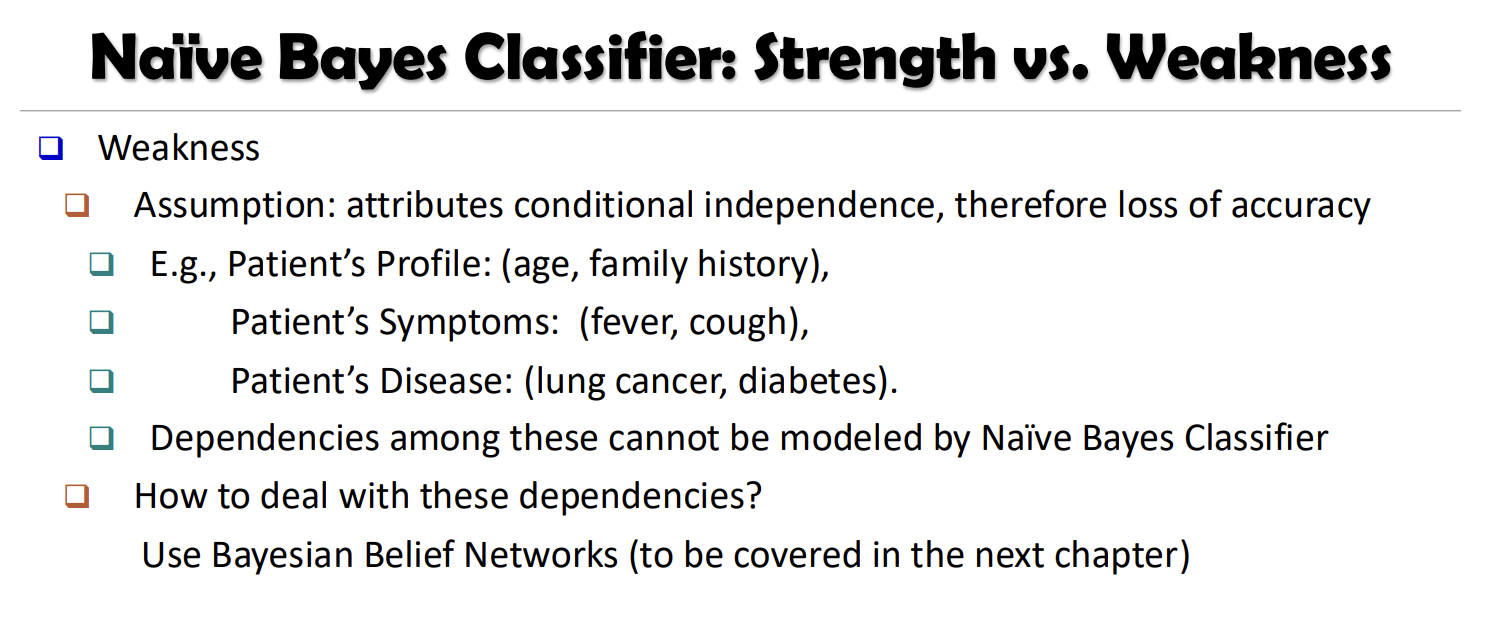 Naïve Bayes Classifier: Strength vs. Weakness
Weakness
Assumption: attributes conditional independence, therefore loss of accuracy
E.g., Patient’s Profile: (age, family history),
Patient’s Symptoms: (fever, cough),
Patient’s Disease: (lung cancer, diabetes).
Dependencies among these cannot be modeled by Naïve Bayes Classifier
How to deal with these dependencies?
Use Bayesian Belief Networks (to be covered in the next chapter)